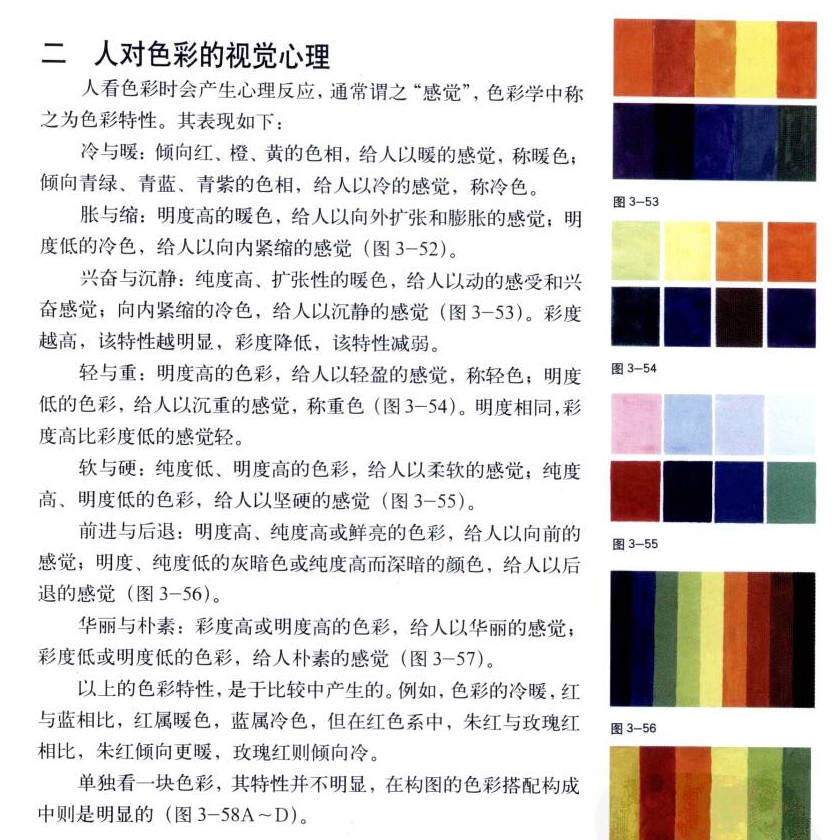 二 人对色彩的视觉心理
人看色彩时会产生心理反应,通常谓之“感觉”,色彩学中称
之为色彩特性。其表现如下:
冷与暖:倾向红、橙、黄的色相,给人以暖的感觉,称暖色;
倾向青绿、青蓝、青紫的色相,给人以冷的感觉,称冷色。
胀与缩:明度高的暖色,给人以向外扩张和膨胀的感觉;明
度低的冷色,给人以向内紧缩的感觉(图3-52)。
兴奋与沉静:纯度高、扩张性的暖色,给人以动的感受和兴
奋感觉;向内紧缩的冷色,给人以沉静的感觉(图3-53)。彩度
越高,该特性越明显,彩度降低,该特性减弱。
轻与重:明度高的色彩,给人以轻盈的感觉,称轻色;明度
低的色彩,给人以沉重的感觉,称重色(图3-54)。明度相同,彩
度高比彩度低的感觉轻。
软与硬:纯度低、明度高的色彩,给人以柔软的感觉;纯度
高、明度低的色彩,给人以坚硬的感觉(图3-55)。
前进与后退:明度高、纯度高或鲜亮的色彩,给人以向前的
感觉;明度、纯度低的灰暗色或纯度高而深暗的颜色,给人以后
退的感觉(图3-56)。
华丽与朴素:彩度高或明度高的色彩,给人以华丽的感觉;
彩度低或明度低的色彩,给人朴素的感觉(图3-57)。
以上的色彩特性,是于比较中产生的。例如,色彩的冷暖,红
与蓝相比,红属暖色,蓝属冷色,但在红色系中,朱红与玫瑰红
相比,朱红倾向更暖,玫瑰红则倾向冷。
单独看一块色彩,其特性并不明显,在构图的色彩搭配构成
中则是明显的(图3-58A~D)。
图3-53
图3-54
图3-55
图3-56